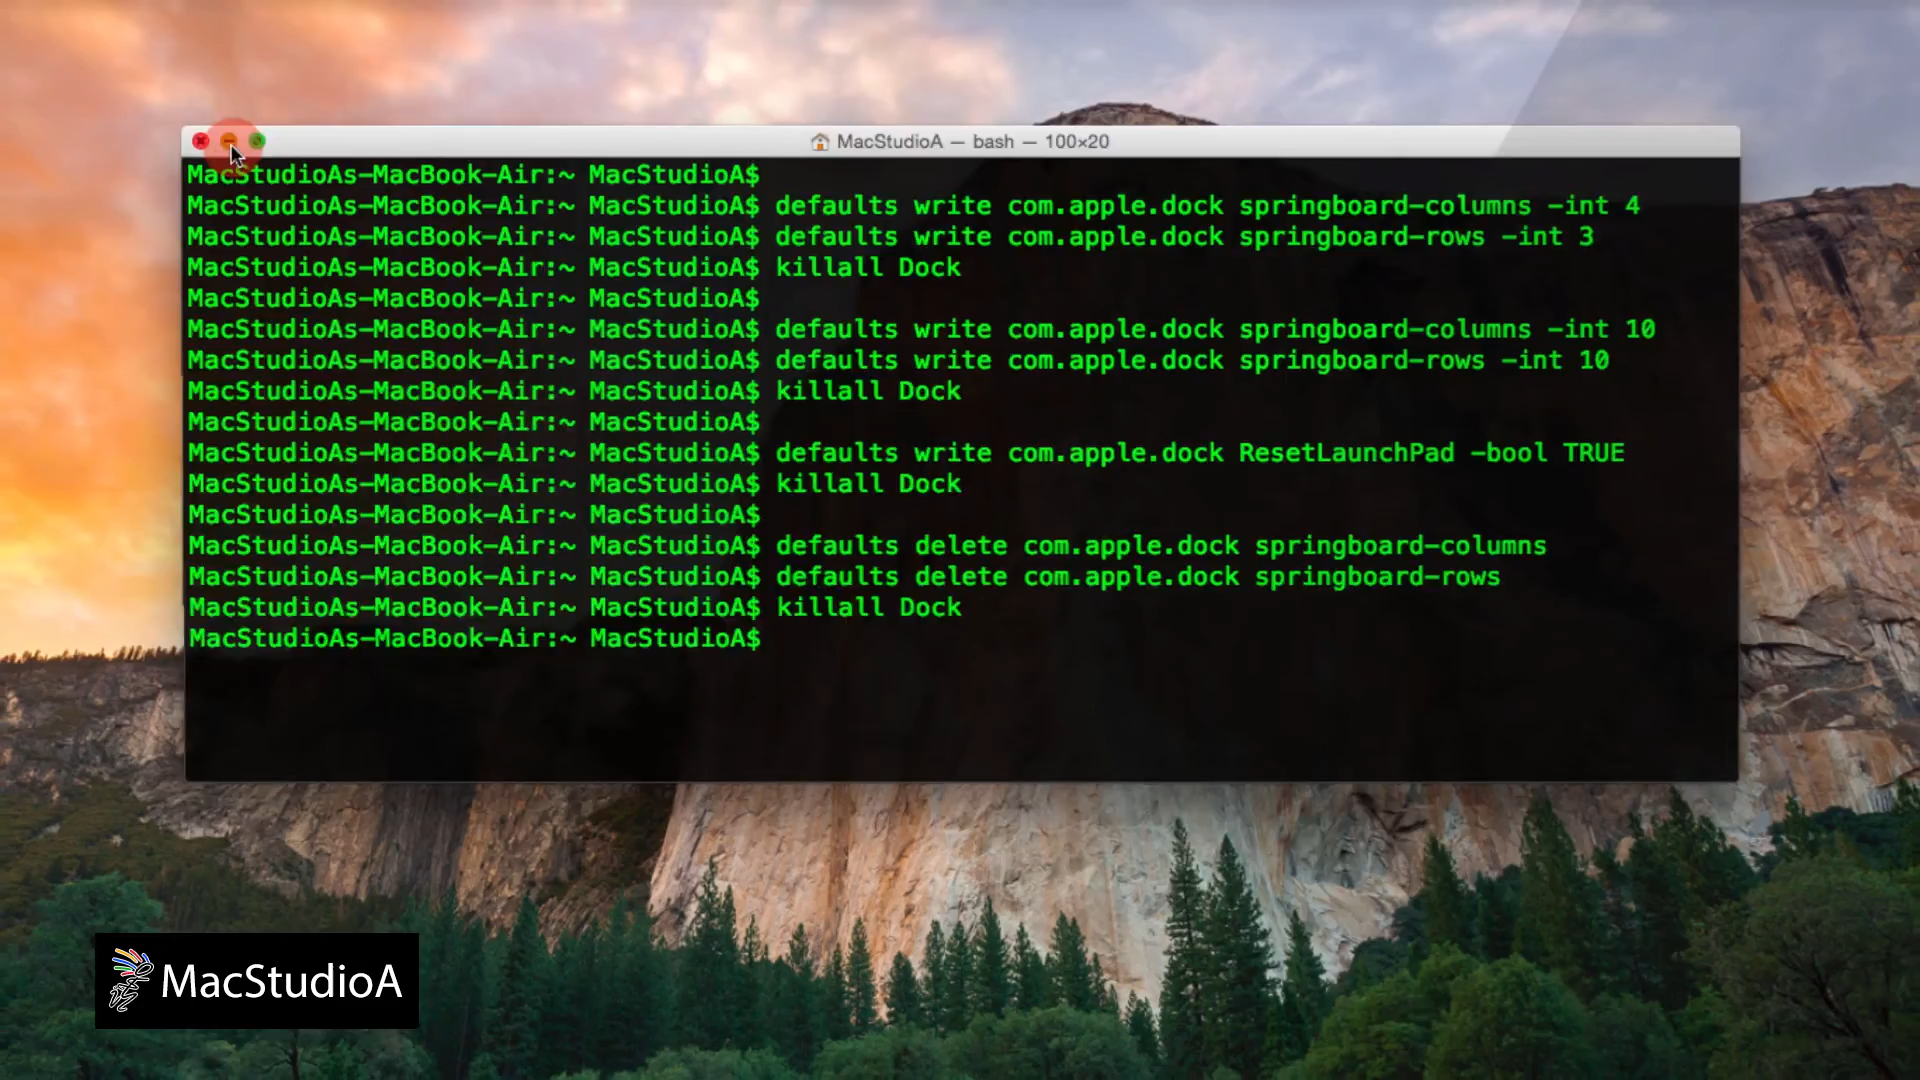 MacStudioA — bash — 100×20
MacStudioAs-MacBook-Air:~ MacStudioA$
MacStudioAs-MacBook-Air:~ MacStudioA$ defaults write com.apple.dock springboard-columns -int 4
MacStudioAs-MacBook-Air:~ MacStudioA$ defaults write com.apple.dock springboard-rows -int 3
MacStudioAs-MacBook-Air:~ MacStudioA$ killall Dock
MacStudioAs-MacBook-Air:~ MacStudioA$
MacStudioAs-MacBook-Air:~ MacStudioA$ defaults write com.apple.dock springboard-columns -int 10
MacStudioAs-MacBook-Air:~ MacStudioA$ defaults write com.apple.dock springboard-rows -int 10
MacStudioAs-MacBook-Air:~ MacStudioA$ killall Dock
MacStudioAs-MacBook-Air:~ MacStudioA$
MacStudioAs-MacBook-Air:~ MacStudioA$ defaults write com.apple.dock ResetLaunchPad -bool TRUE
MacStudioAs-MacBook-Air:~ MacStudioA$ killall Dock
MacStudioAs-MacBook-Air:~ MacStudioA$
MacStudioAs-MacBook-Air:~ MacStudioA$ defaults delete com.apple.dock springboard-columns
MacStudioAs-MacBook-Air:~ MacStudioA$ defaults delete com.apple.dock springboard-rows
MacStudioAs-MacBook-Air:~ MacStudioA$ killall Dock
MacStudioAs-MacBook-Air:~ MacStudioA$
MacStudioA